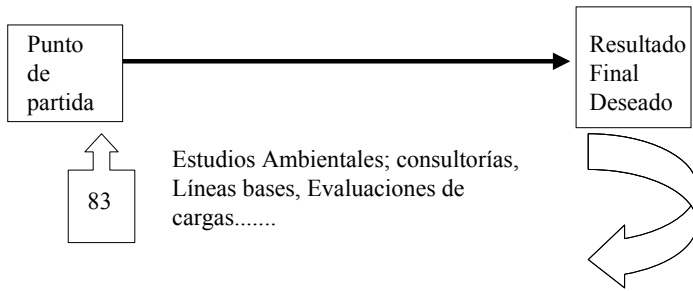 Punto
de
partida
Resultado
Final
Deseado
83
Estudios Ambientales; consultorías,
Líneas bases, Evaluaciones de
cargas.......